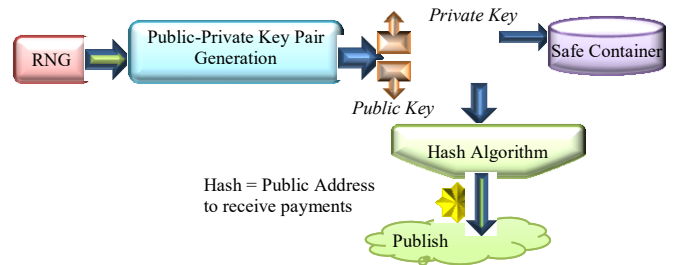 Private Key
Public-Private Key Pair
Generation
RNG
Safe Container
Public Key
Hash Algorithm
Hash = Public Address
to receive payments
Publish